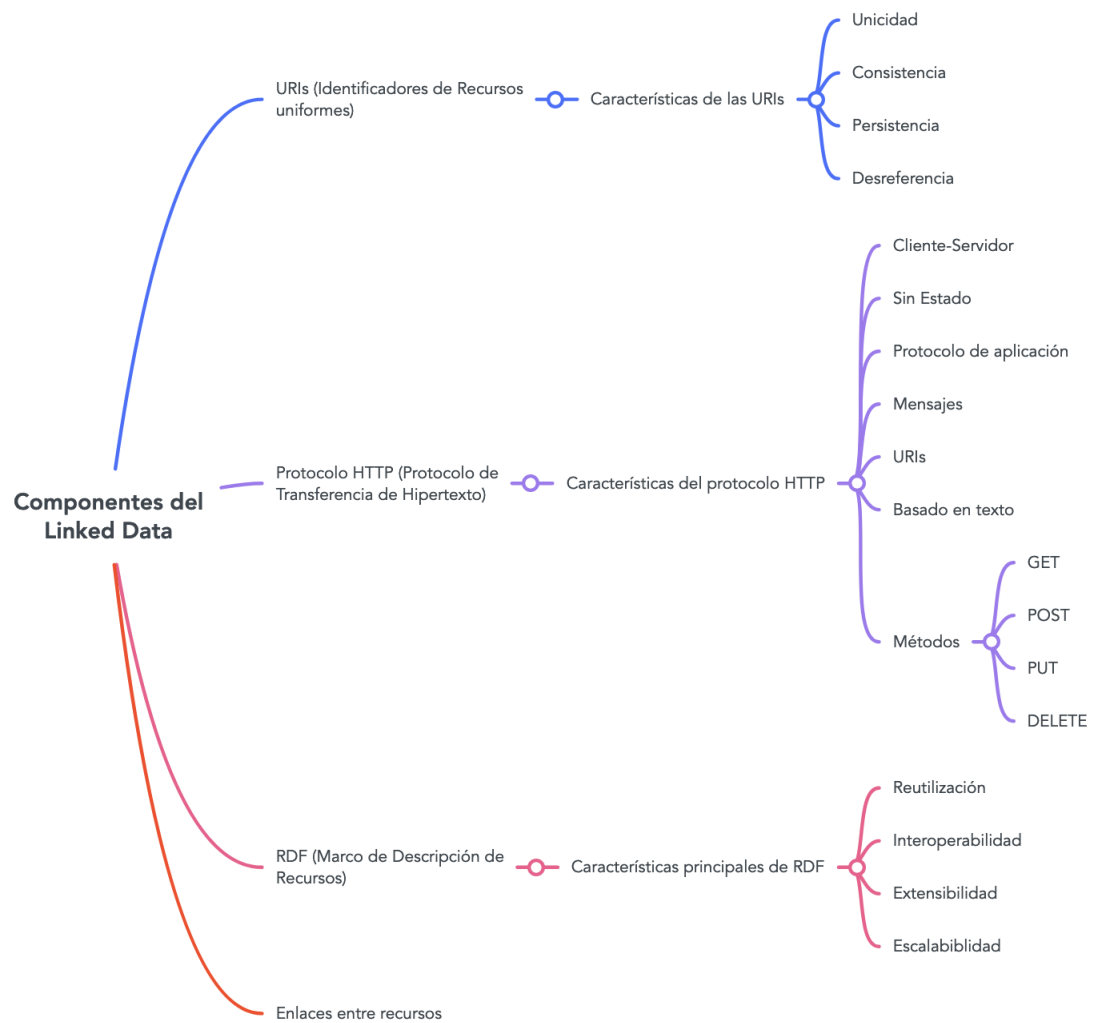 Componentes del
Linked Data
URIs (Identificadores de Recursos
uniformes)
Características de las URIs
Unicidad
Consistencia
Persistencia
Desreferencia
Protocolo HTTP (Protocolo de
Transferencia de Hipertexto)
Características del protocolo HTTP
Cliente-Servidor
Sin Estado
Protocolo de aplicación
Mensajes
URIs
Basado en texto
Métodos
GET
POST
PUT
DELETE
RDF (Marco de Descripción de
Recursos)
Características principales de RDF
Reutilización
Interoperabilidad
Extensibilidad
Escalabiblidad
Enlaces entre recursos